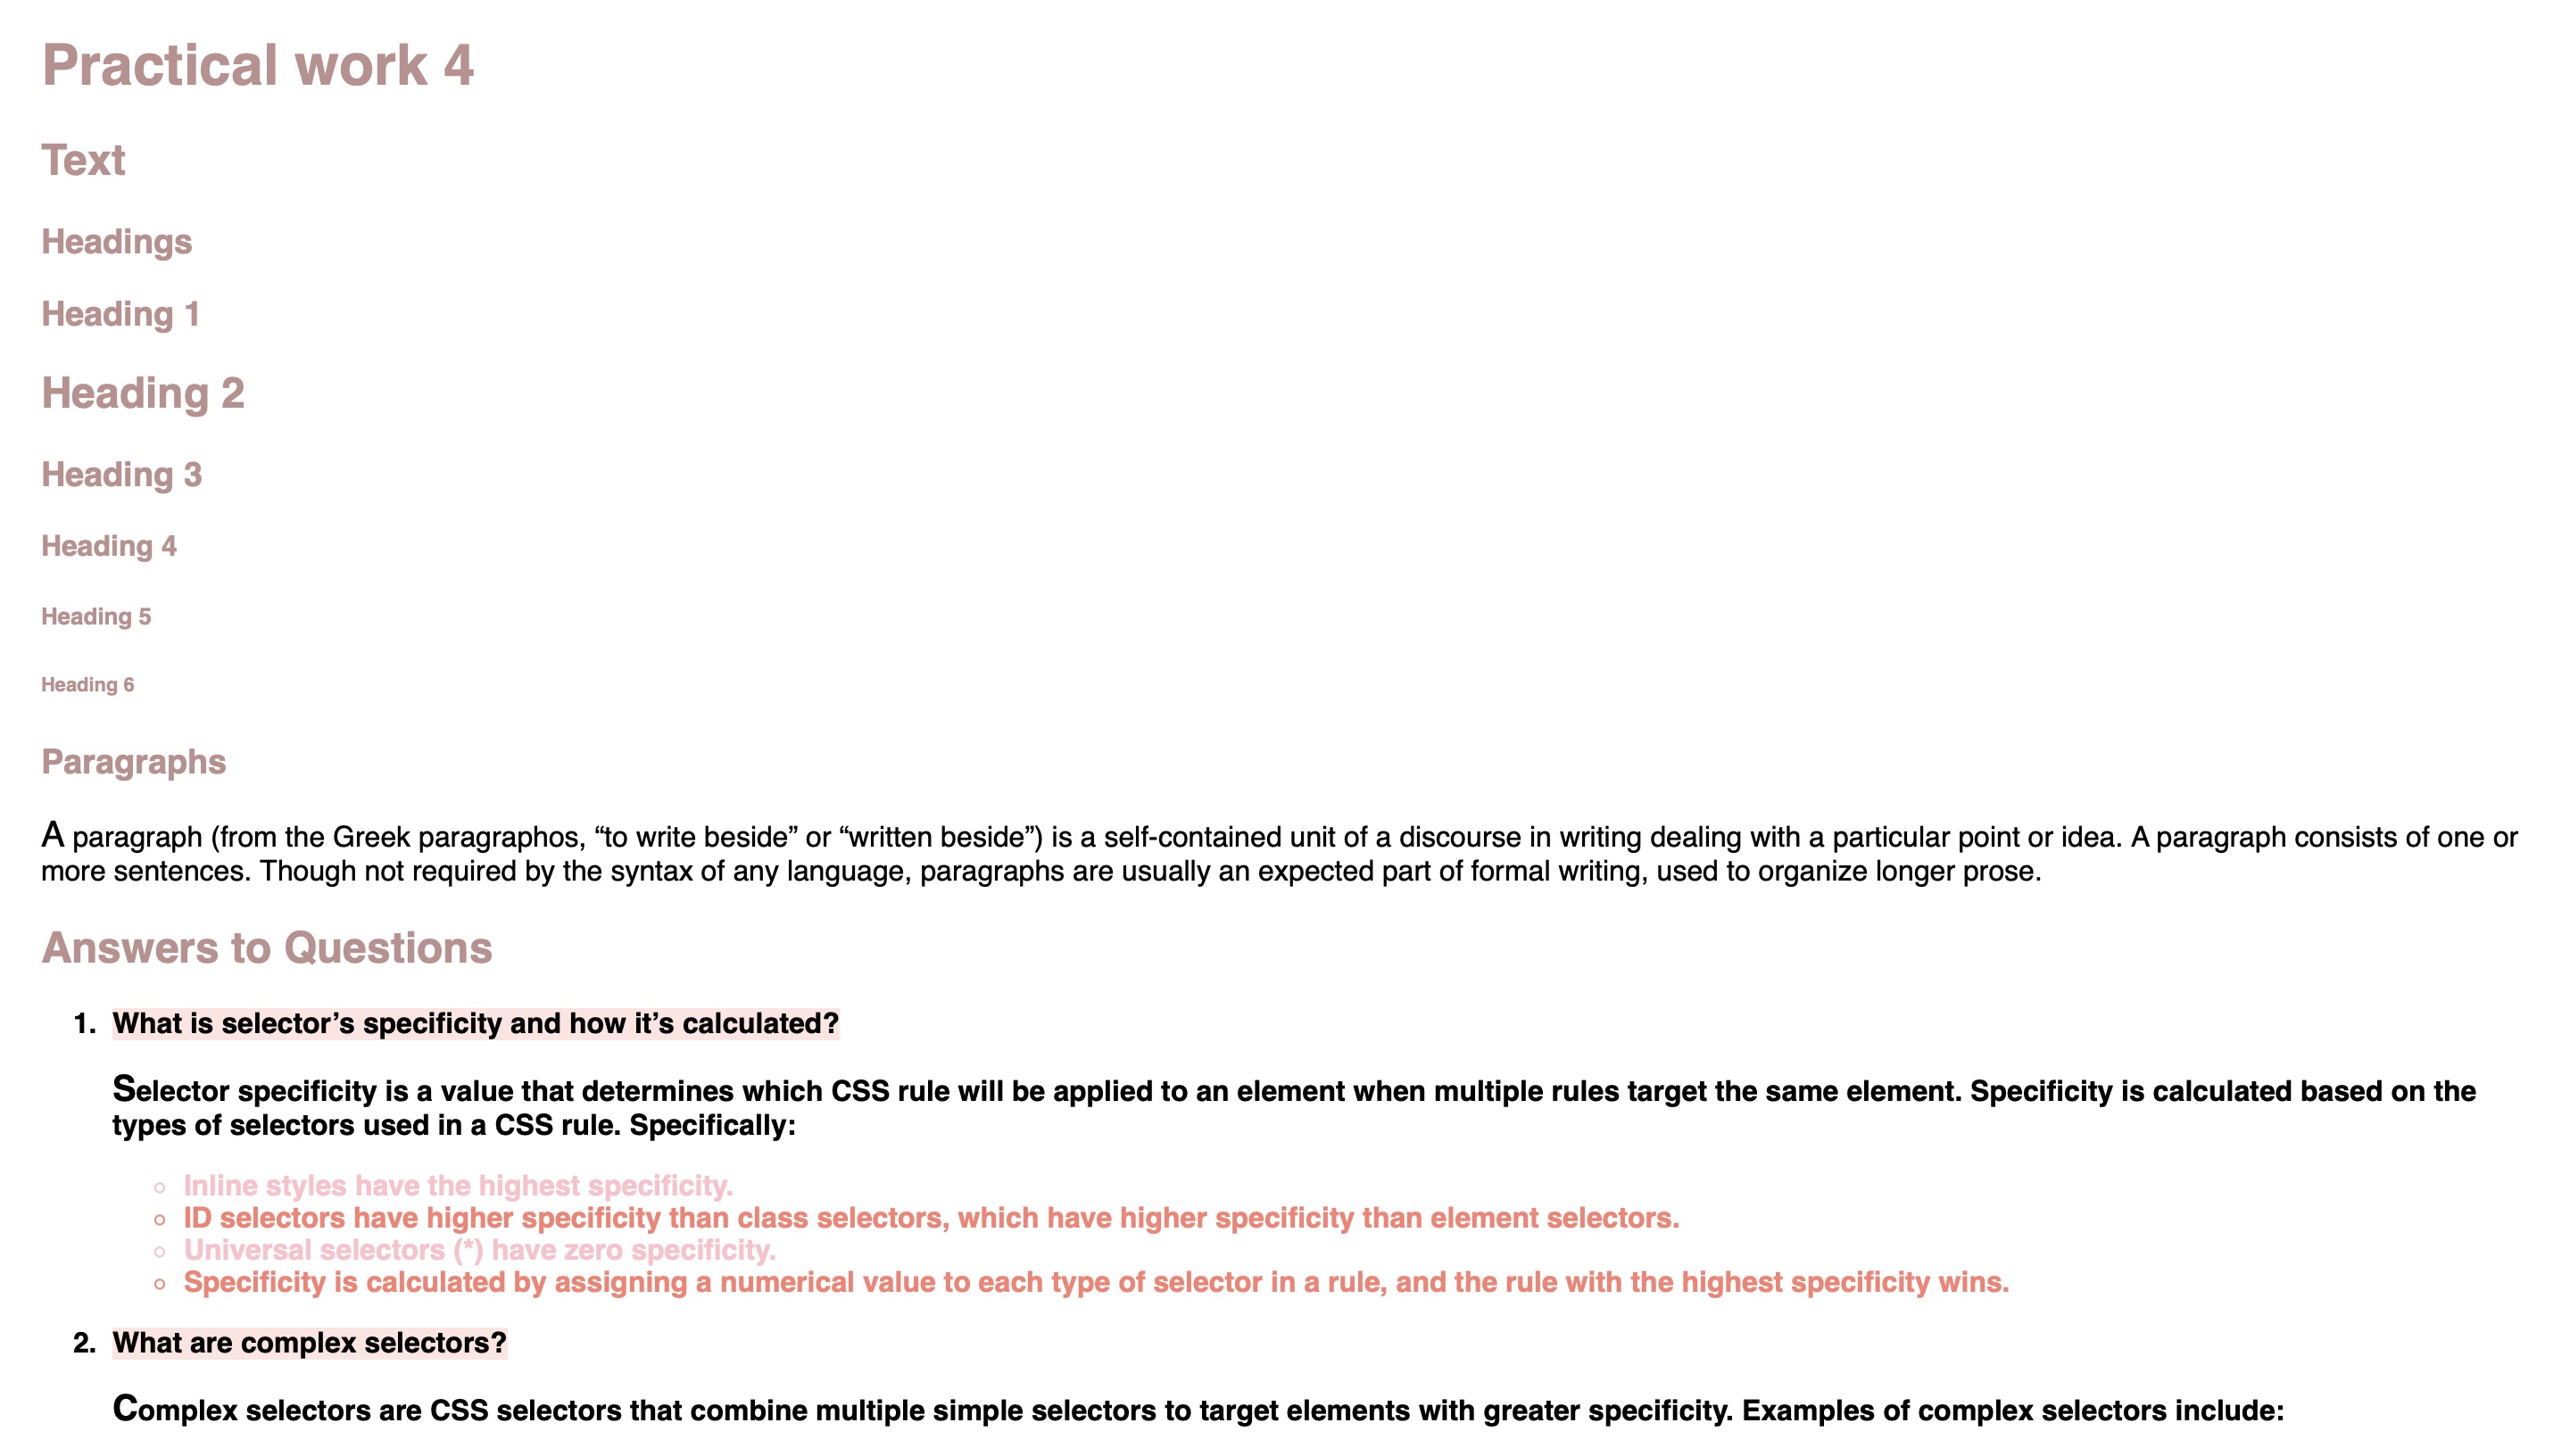 Practical work 4
Text
Headings
Heading 1
Heading 2
Heading 3
Heading 4
Heading 5
Heading 6
Paragraphs
A paragraph (from the Greek paragraphos, “to write beside” or “written beside”) is a self-contained unit of a discourse in writing dealing with a particular point or idea. A paragraph consists of one or
more sentences. Though not required by the syntax of any language, paragraphs are usually an expected part of formal writing, used to organize longer prose.
Answers to Questions
1. What is selector’s specificity and how it’s calculated?
Selector specificity is a value that determines which CSS rule will be applied to an element when multiple rules target the same element. Specificity is calculated based on the
types of selectors used in a CSS rule. Specifically:
◦ Inline styles have the highest specificity.
◦ ID selectors have higher specificity than class selectors, which have higher specificity than element selectors.
◦ Universal selectors (*) have zero specificity.
◦ Specificity is calculated by assigning a numerical value to each type of selector in a rule, and the rule with the highest specificity wins.
2. What are complex selectors?
Complex selectors are CSS selectors that combine multiple simple selectors to target elements with greater specificity. Examples of complex selectors include: